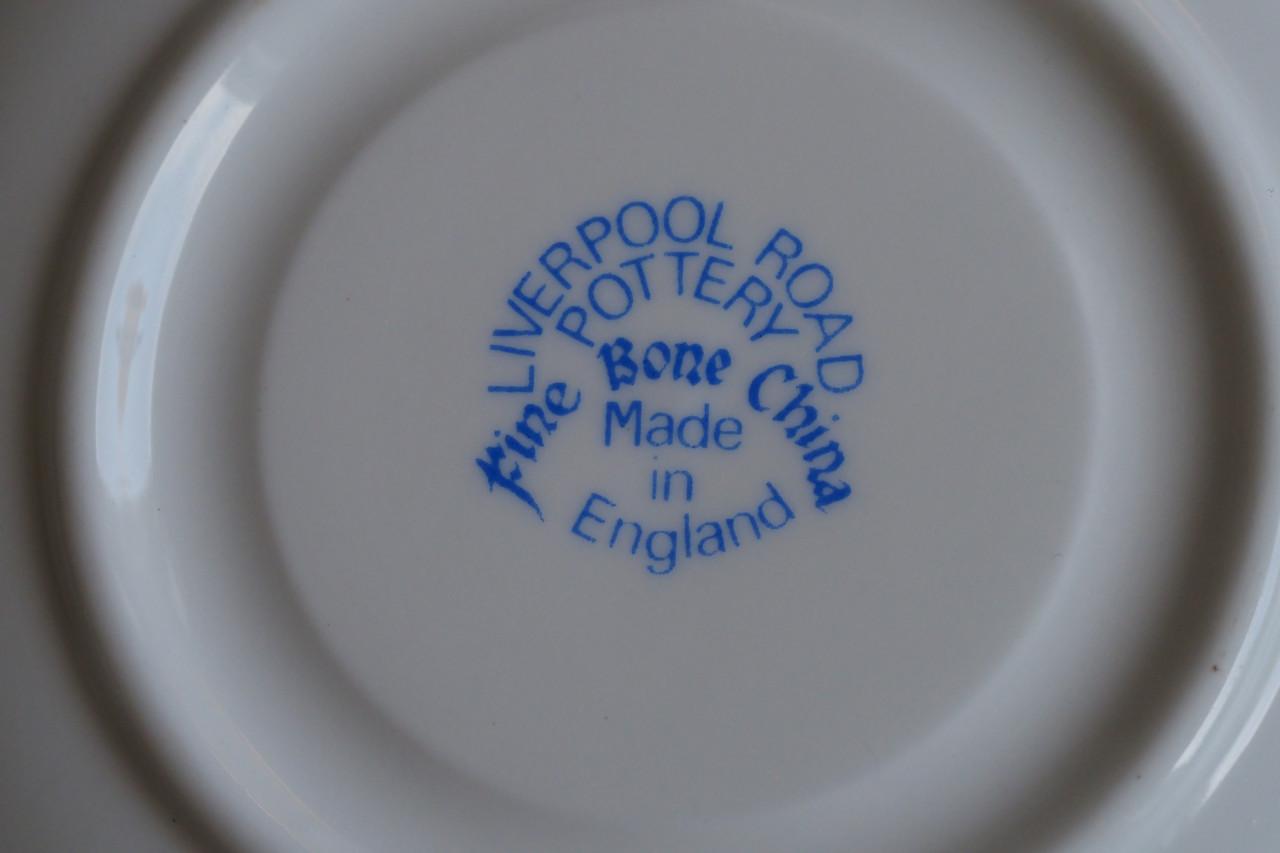 LIVERPOOL ROAD
POTTERY
Fine Bone China
Made
in
England